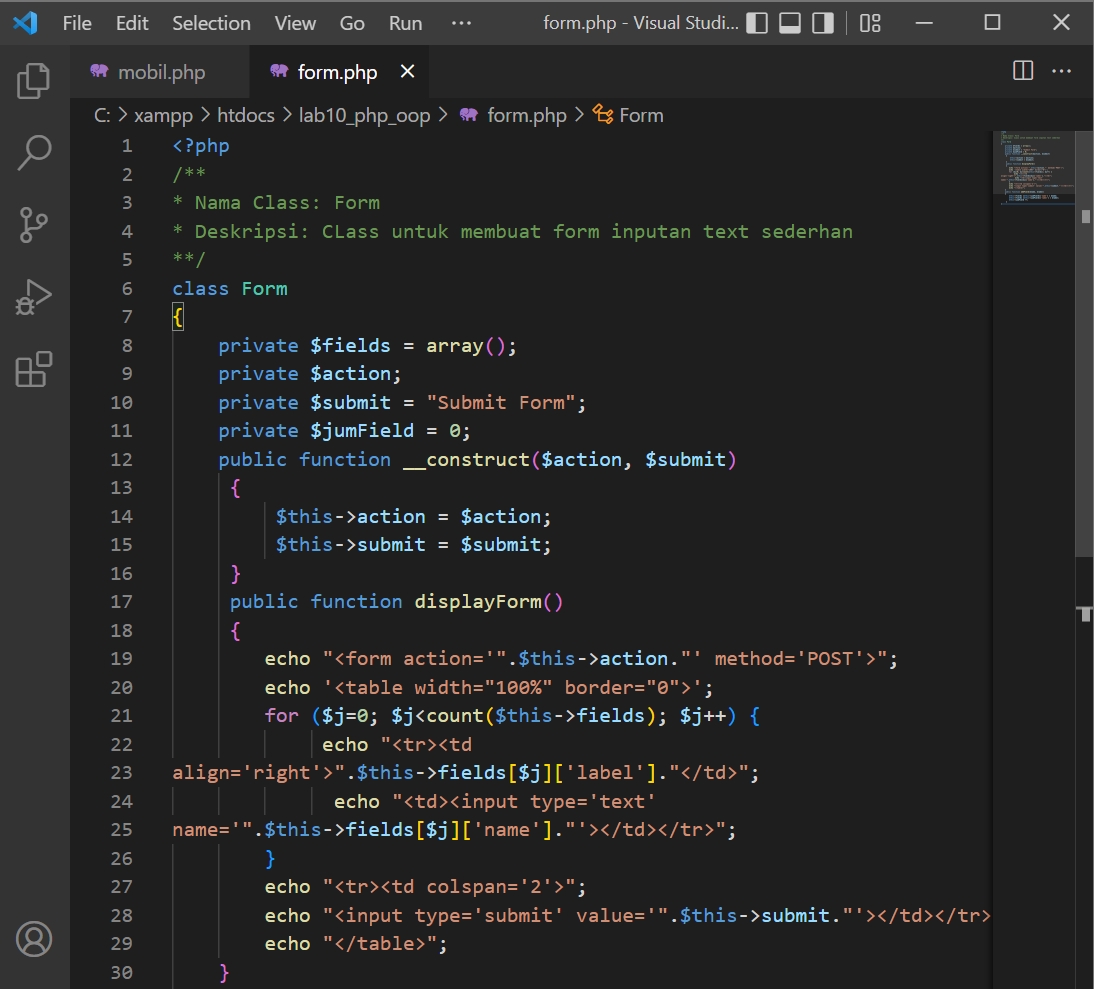 File Edit Selection View Go Run ··· form.php - Visual Studi...
mobil.php form.php
C: > xampp > htdocs > lab10_php_oop > form.php > Form
1 <?php
2 /**
3 * Nama Class: Form
4 * Deskripsi: CLass untuk membuat form inputan text sederhan
5 **/
6 class Form
7 {
8 private $fields = array();
9 private $action;
10 private $submit = "Submit Form";
11 private $jumField = 0;
12 public function __construct($action, $submit)
13 {
14 $this->action = $action;
15 $this->submit = $submit;
16 }
17 public function displayForm()
18 {
19 echo "<form action='".$this->action."' method='POST'>";
20 echo '<table width="100%" border="0">';
21 for ($j=0; $j<count($this->fields); $j++) {
22 echo "<tr><td
23 align='right'>".$this->fields[$j]['label']."</td>";
24 echo "<td><input type='text'
25 name='".$this->fields[$j]['name']."'></td></tr>";
26 }
27 echo "<tr><td colspan='2'>";
28 echo "<input type='submit' value='".$this->submit."'></td></tr>
29 echo "</table>";
30 }